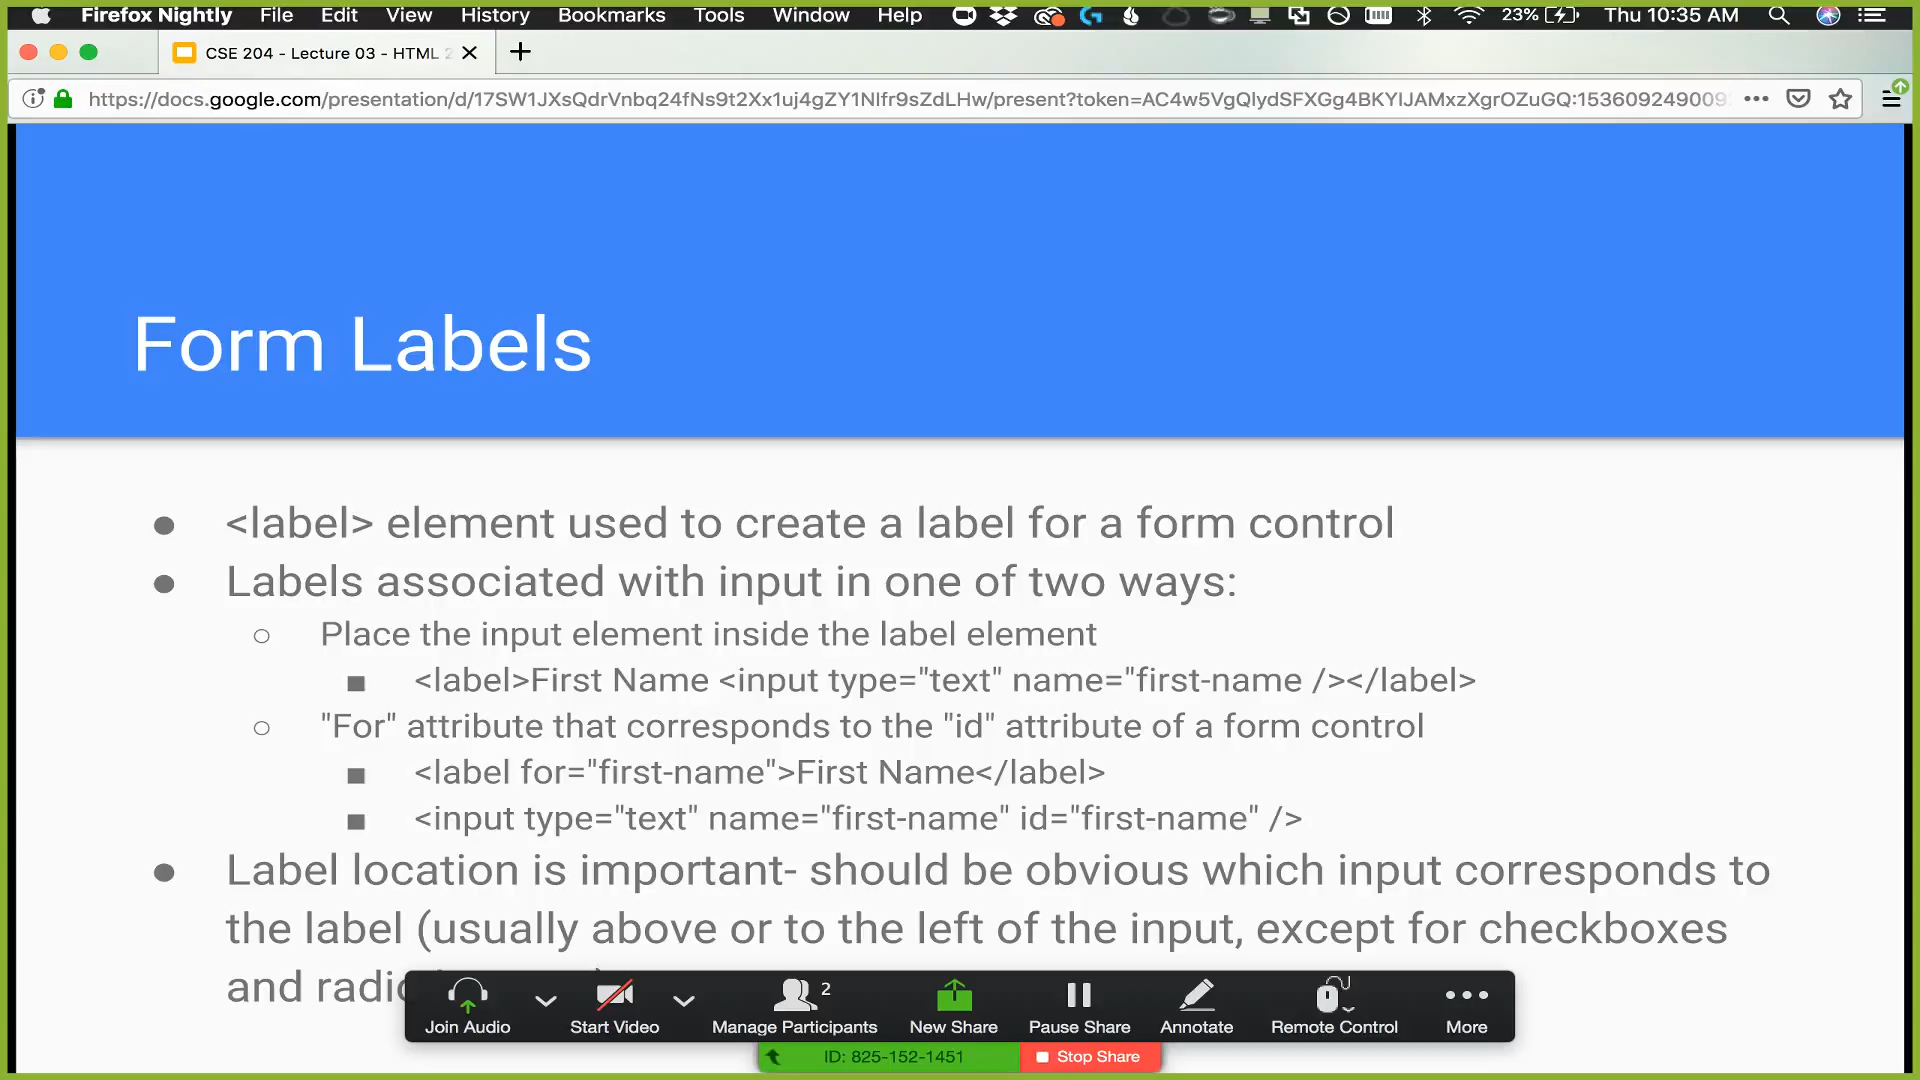 Firefox Nightly File Edit View History Bookmarks Tools Window Help 23% Thu 10:35 AM
CSE 204 - Lecture 03 - HTML 2
https://docs.google.com/presentation/d/17SW1JXsQdrVnbq24fNs9t2Xx1uj4gZY1NIfr9sZdLHw/present?token=AC4w5VgQlydSFXGg4BKYIJAMxzXgrOZuGQ:153609249009
Form Labels
● <label> element used to create a label for a form control
● Labels associated with input in one of two ways:
○ Place the input element inside the label element
■ <label>First Name <input type="text" name="first-name /></label>
○ "For" attribute that corresponds to the "id" attribute of a form control
■ <label for="first-name">First Name</label>
■ <input type="text" name="first-name" id="first-name" />
● Label location is important- should be obvious which input corresponds to
the label (usually above or to the left of the input, except for checkboxes
and
Join Audio Start Video Manage Participants 2 New Share Pause Share Annotate Remote Control More
ID: 825-152-1451 Stop Share